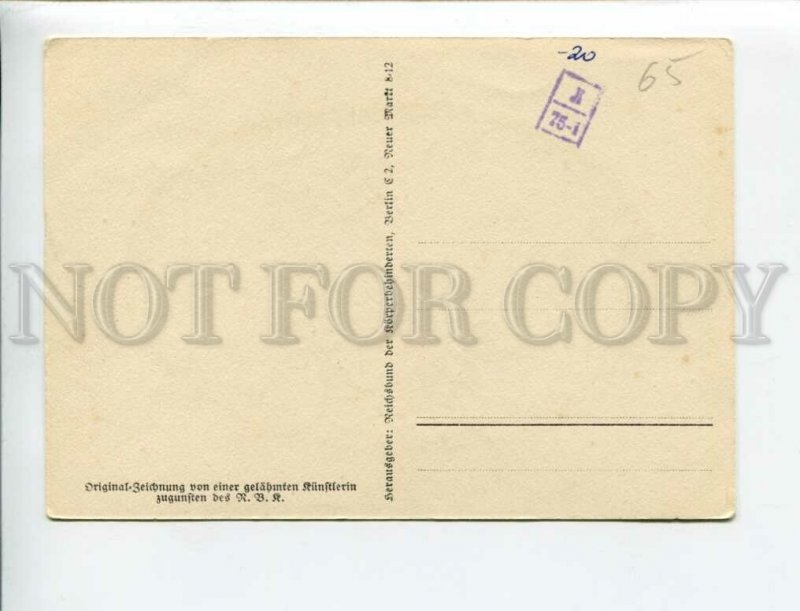 -20
65
75-1
Herausgeber: Reichsbund der Körperbehinderten, Berlin C 2, Neuer Markt 8-12
NOT FOR COPY
Original-Zeichnung von einer gelähmten Künstlerin
zugunsten des R. B. K.